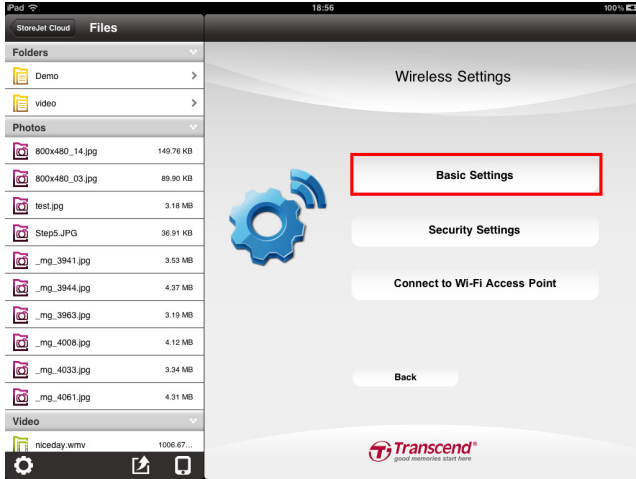 iPad 18:56 100%
StoreJet Cloud Files
Folders
Demo
video
Photos
800x480_14.jpg 149.76 KB
800x480_03.jpg 89.90 KB
test.jpg 3.18 MB
Step5.JPG 36.91 KB
_mg_3941.jpg 3.53 MB
_mg_3944.jpg 4.37 MB
_mg_3963.jpg 3.19 MB
_mg_4008.jpg 4.12 MB
_mg_4033.jpg 3.34 MB
_mg_4061.jpg 4.31 MB
Video
niceday.wmv 1006.67...
Wireless Settings
Basic Settings
Security Settings
Connect to Wi-Fi Access Point
Back
Transcend®
good memories start here